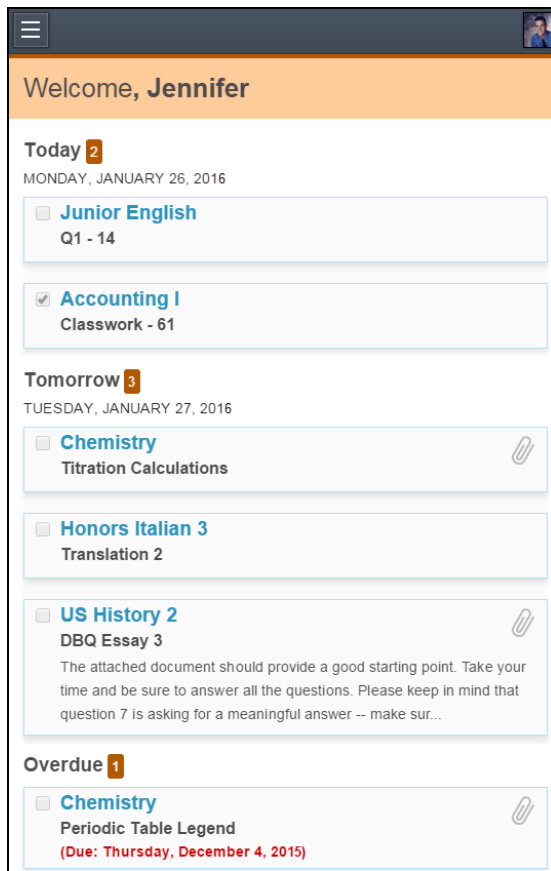 Welcome, Jennifer
Today 2
MONDAY, JANUARY 26, 2016
Junior English
Q1 - 14
Accounting I
Classwork - 61
Tomorrow 3
TUESDAY, JANUARY 27, 2016
Chemistry
Titration Calculations
Honors Italian 3
Translation 2
US History 2
DBQ Essay 3
The attached document should provide a good starting point. Take your
time and be sure to answer all the questions. Please keep in mind that
question 7 is asking for a meaningful answer -- make sur...
Overdue 1
Chemistry
Periodic Table Legend
(Due: Thursday, December 4, 2015)